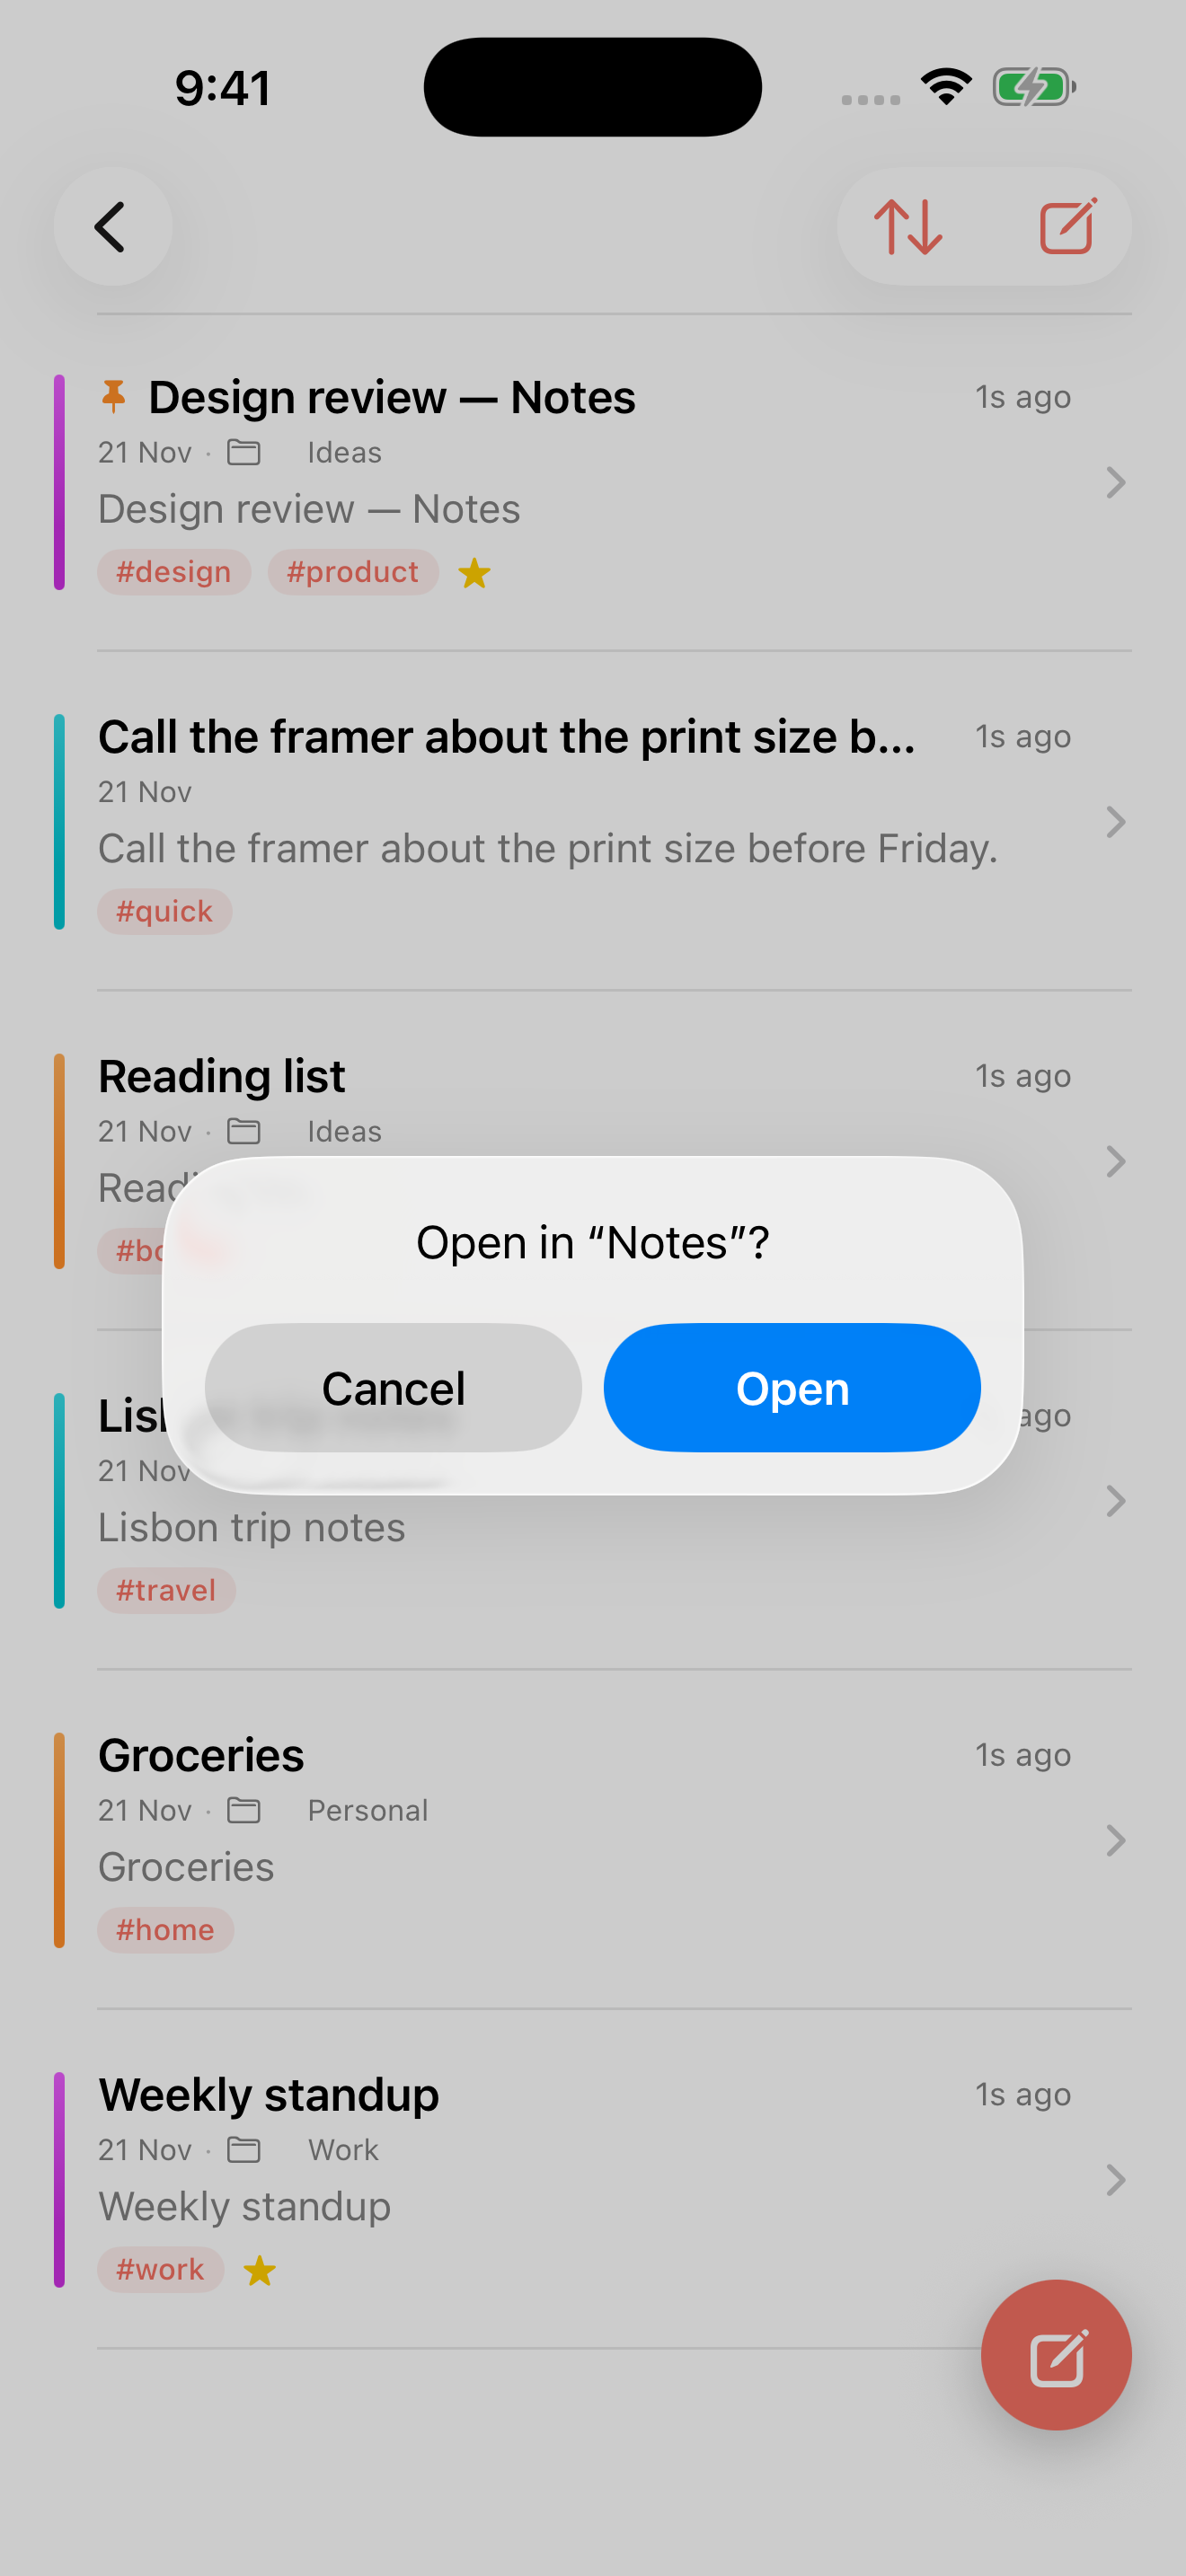 9:41
Design review — Notes
1s ago
21 Nov · Ideas
Design review — Notes
#design #product
Call the framer about the print size b...
1s ago
21 Nov
Call the framer about the print size before Friday.
#quick
Reading list
1s ago
21 Nov · Ideas
Open in “Notes”?
Cancel
Open
ago
21 Nov
Lisbon trip notes
#travel
Groceries
1s ago
21 Nov · Personal
Groceries
#home
Weekly standup
1s ago
21 Nov · Work
Weekly standup
#work